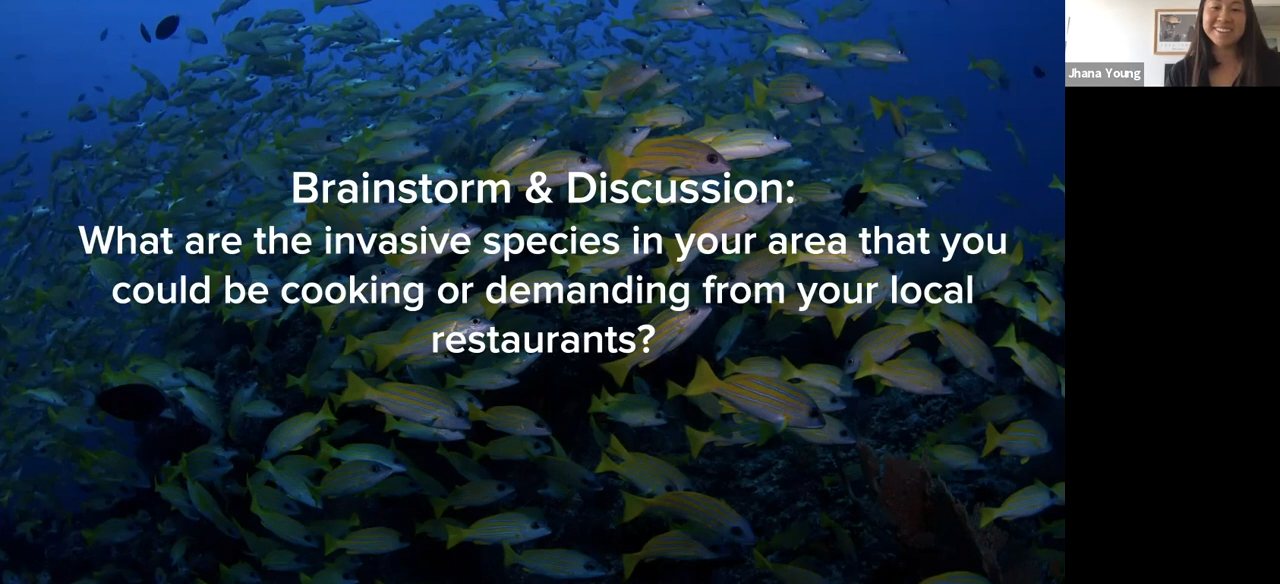 Brainstorm & Discussion:
What are the invasive species in your area that you
could be cooking or demanding from your local
restaurants?
Jhana Young